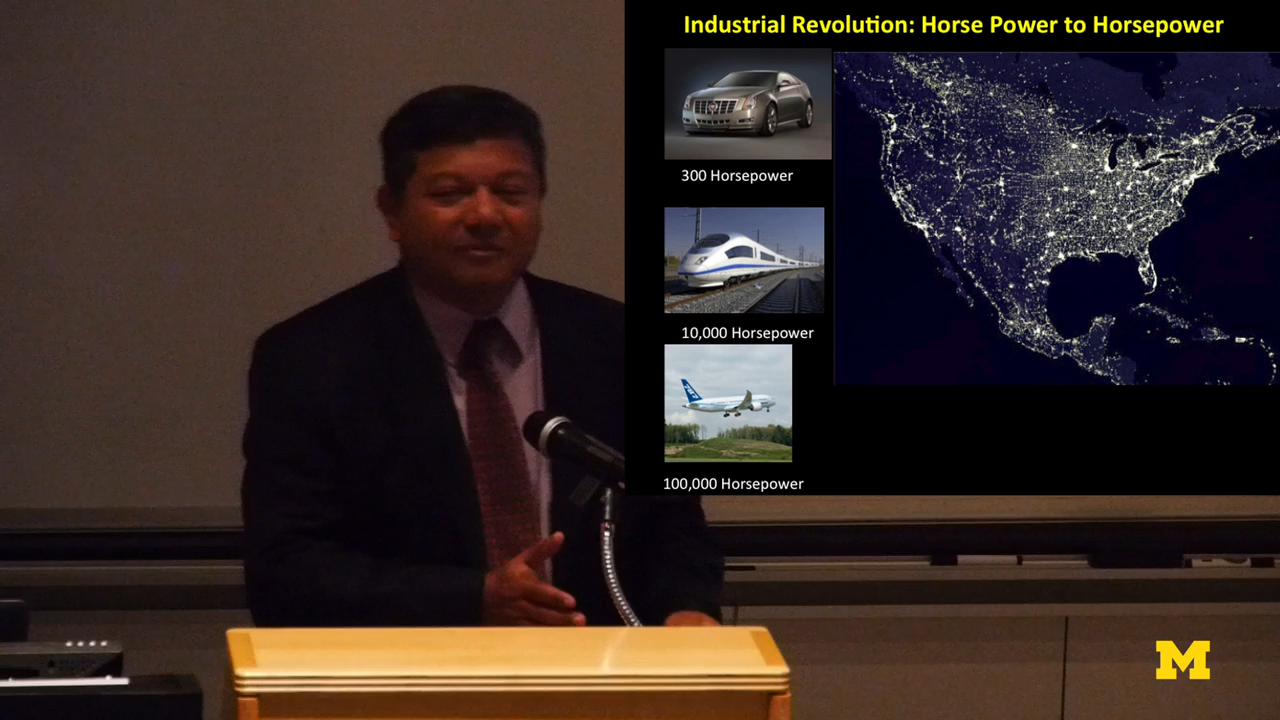 Industrial Revolution: Horse Power to Horsepower
300 Horsepower
10,000 Horsepower
100,000 Horsepower
M